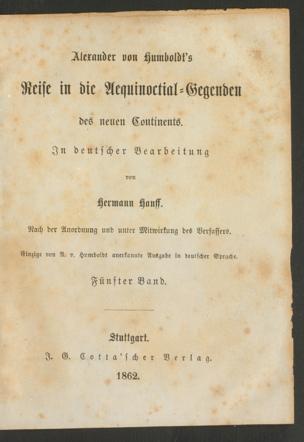 Alexander von Humboldt's
Reise in die Aequinoctial-Gegenden
des neuen Continents.
In deutscher Bearbeitung
von
Hermann Hauff.
Nach der Anordnung und unter Mitwirkung des Verfassers.
Einzige von A. v. Humboldt anerkannte Ausgabe in deutscher Sprache.
Fünfter Band.
Stuttgart.
J. G. Cotta'scher Verlag.
1862.